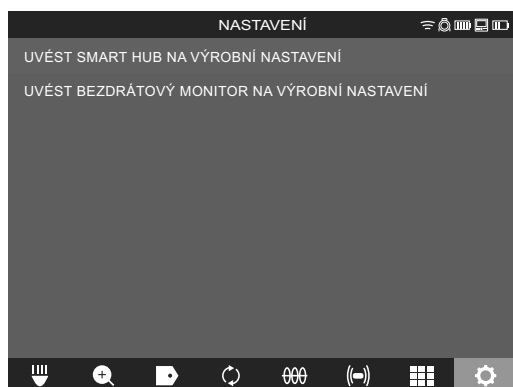 NASTAVENÍ
UVÉST SMART HUB NA VÝROBNÍ NASTAVENÍ
UVÉST BEZDRÁTOVÝ MONITOR NA VÝROBNÍ NASTAVENÍ